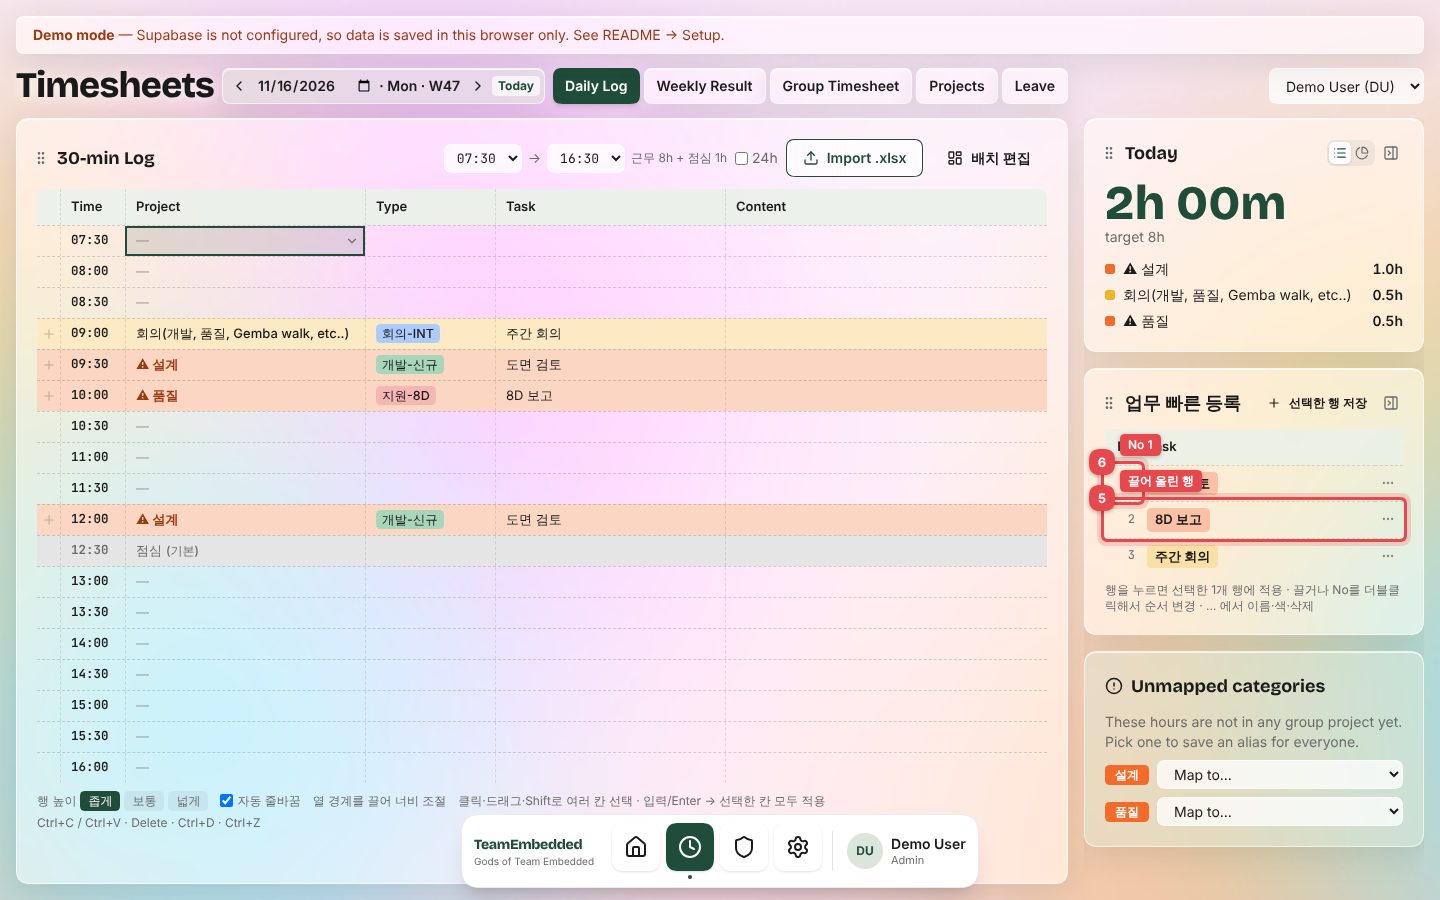 Demo mode — Supabase is not configured, so data is saved in this browser only. See README → Setup.
Timesheets
11/16/2026 · Mon · W47 Today
Daily Log
Weekly Result
Group Timesheet
Projects
Leave
Demo User (DU)
30-min Log
07:30 → 16:30 근무 8h + 점심 1h 24h
Import .xlsx
배치 편집
Time Project Type Task Content
07:30 —
08:00 —
08:30 —
+ 09:00 회의(개발, 품질, Gemba walk, etc..) 회의-INT 주간 회의
+ 09:30 ⚠ 설계 개발-신규 도면 검토
+ 10:00 ⚠ 품질 지원-8D 8D 보고
10:30 —
11:00 —
11:30 —
+ 12:00 ⚠ 설계 개발-신규 도면 검토
12:30 점심 (기본)
13:00 —
13:30 —
14:00 —
14:30 —
15:00 —
15:30 —
16:00 —
행 높이 좁게 보통 넓게 자동 줄바꿈 열 경계를 끌어 너비 조절 클릭·드래그·Shift로 여러 칸 선택 · 입력/Enter → 선택한 칸 모두 적용
Ctrl+C / Ctrl+V · Delete · Ctrl+D · Ctrl+Z
Today
2h 00m
target 8h
⚠ 설계 1.0h
회의(개발, 품질, Gemba walk, etc..) 0.5h
⚠ 품질 0.5h
업무 빠른 등록
+ 선택한 행 저장
No 1
sk
6
끌어 올린 행
토 ···
5
2 8D 보고 ···
3 주간 회의 ···
행을 누르면 선택한 1개 행에 적용 · 끌거나 No를 더블클
릭해서 순서 변경 · … 에서 이름·색·삭제
Unmapped categories
These hours are not in any group project yet.
Pick one to save an alias for everyone.
설계 Map to...
품질 Map to...
TeamEmbedded
Gods of Team Embedded
DU
Demo User
Admin